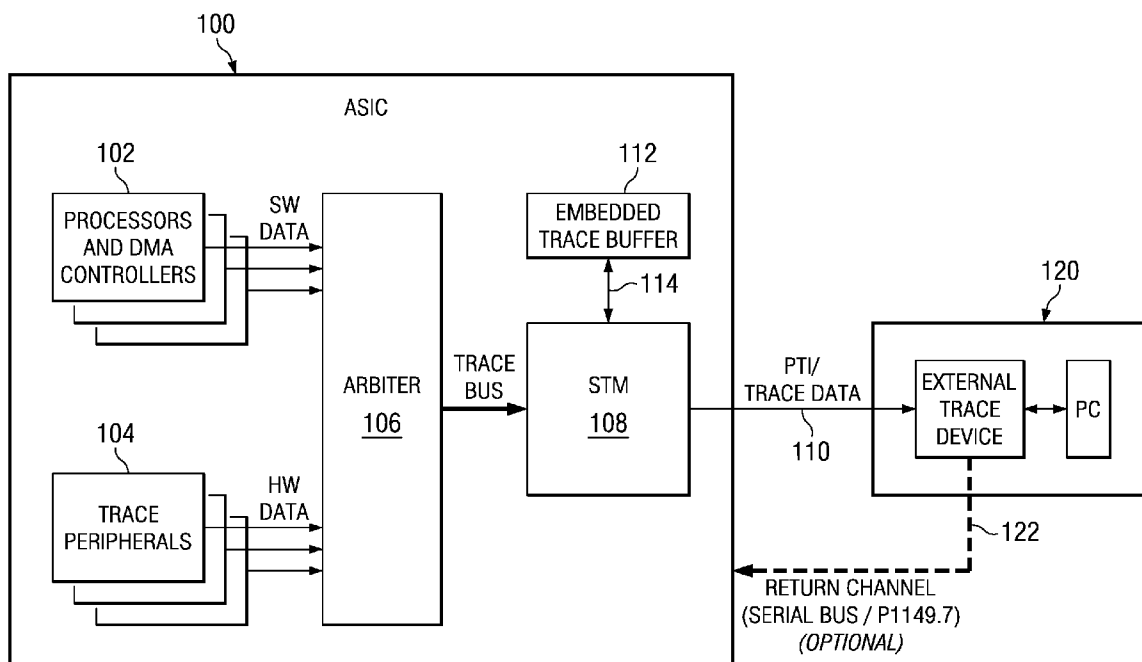 100
ASIC
102
PROCESSORS
AND DMA
CONTROLLERS
SW
DATA
112
EMBEDDED
TRACE BUFFER
114
120
ARBITER
106
TRACE
BUS
STM
108
PTI/
TRACE DATA
110
EXTERNAL
TRACE
DEVICE
PC
104
TRACE
PERIPHERALS
HW
DATA
122
RETURN CHANNEL
(SERIAL BUS / P1149.7)
(OPTIONAL)